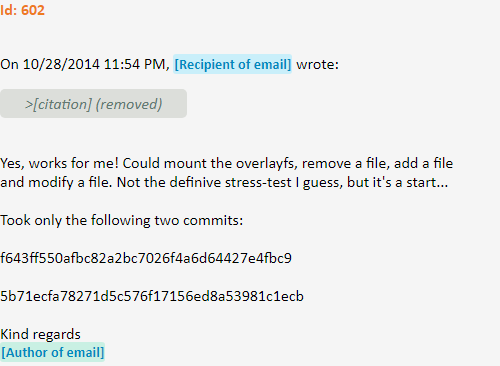 Id: 602
On 10/28/2014 11:54 PM, [Recipient of email] wrote:
>[citation] (removed)
Yes, works for me! Could mount the overlayfs, remove a file, add a file
and modify a file. Not the definive stress-test I guess, but it's a start...
Took only the following two commits:
f643ff550afbc82a2bc7026f4a6d64427e4fbc9
5b71ecfa78271d5c576f17156ed8a53981c1ecb
Kind regards
[Author of email]